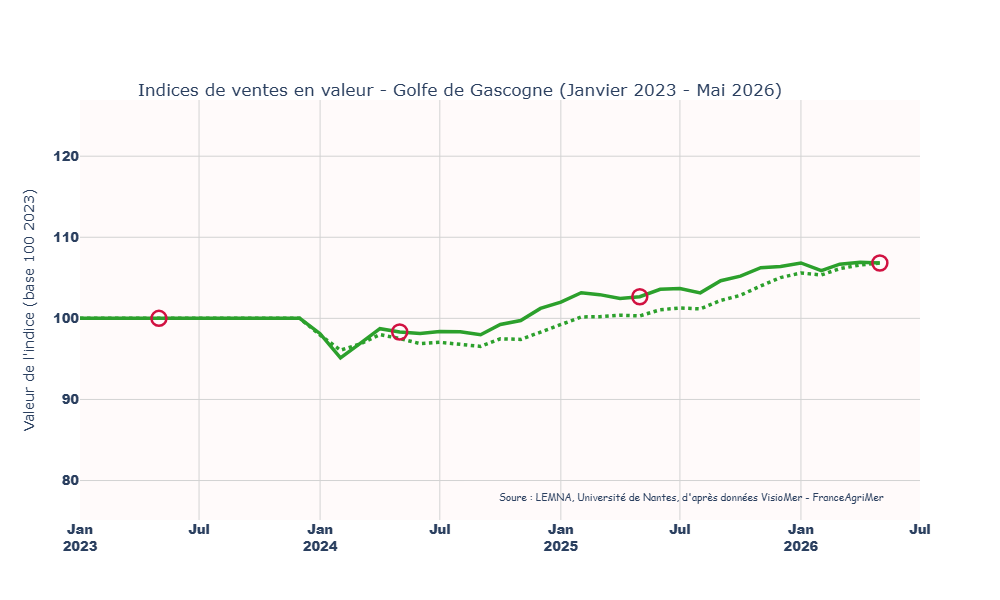 Indices de ventes en valeur - Golfe de Gascogne (Janvier 2023 - Mai 2026)
Valeur de l'indice (base 100 2023)
120
110
100
90
80
Soure : LEMNA, Université de Nantes, d'après données VisioMer - FranceAgriMer
Jan Jul Jan Jul Jan Jul Jan Jul
2023 2024 2025 2026